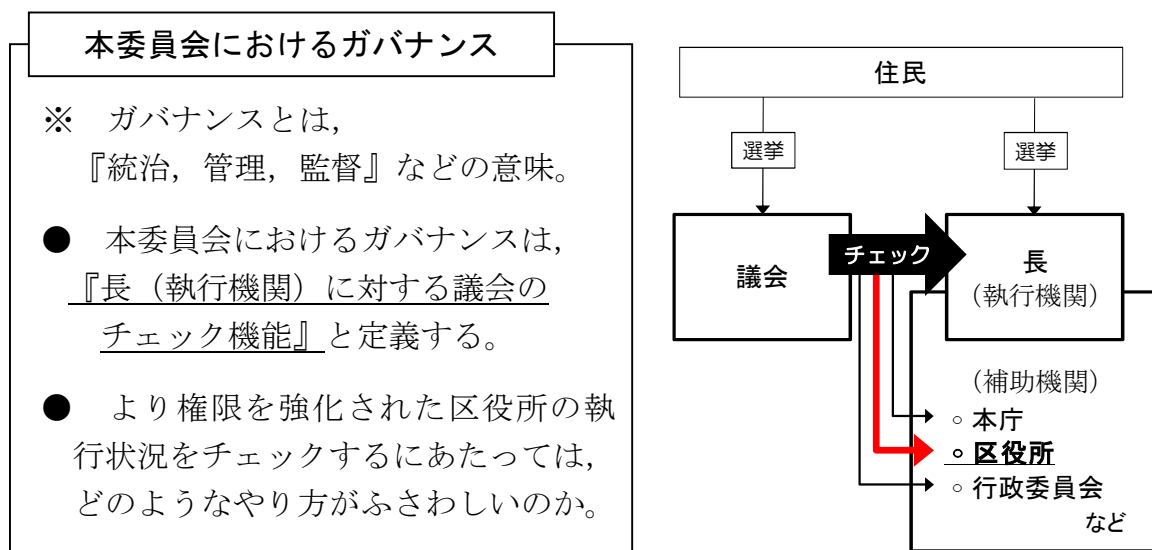 本委員会におけるガバナンス
※　ガバナンスとは，
『統治，管理，監督』などの意味。
●　本委員会におけるガバナンスは，
『長（執行機関）に対する議会の
チェック機能』と定義する。
●　より権限を強化された区役所の執
行状況をチェックするにあたっては，
どのようなやり方がふさわしいのか。
住民
選挙
選挙
議会
チェック
長
（執行機関）
（補助機関）
○ 本庁
○ 区役所
○ 行政委員会
など